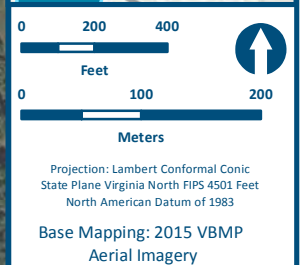 0 200 400
Feet
0 100 200
Meters
Projection: Lambert Conformal Conic
State Plane Virginia North FIPS 4501 Feet
North American Datum of 1983
Base Mapping: 2015 VBMP
Aerial Imagery